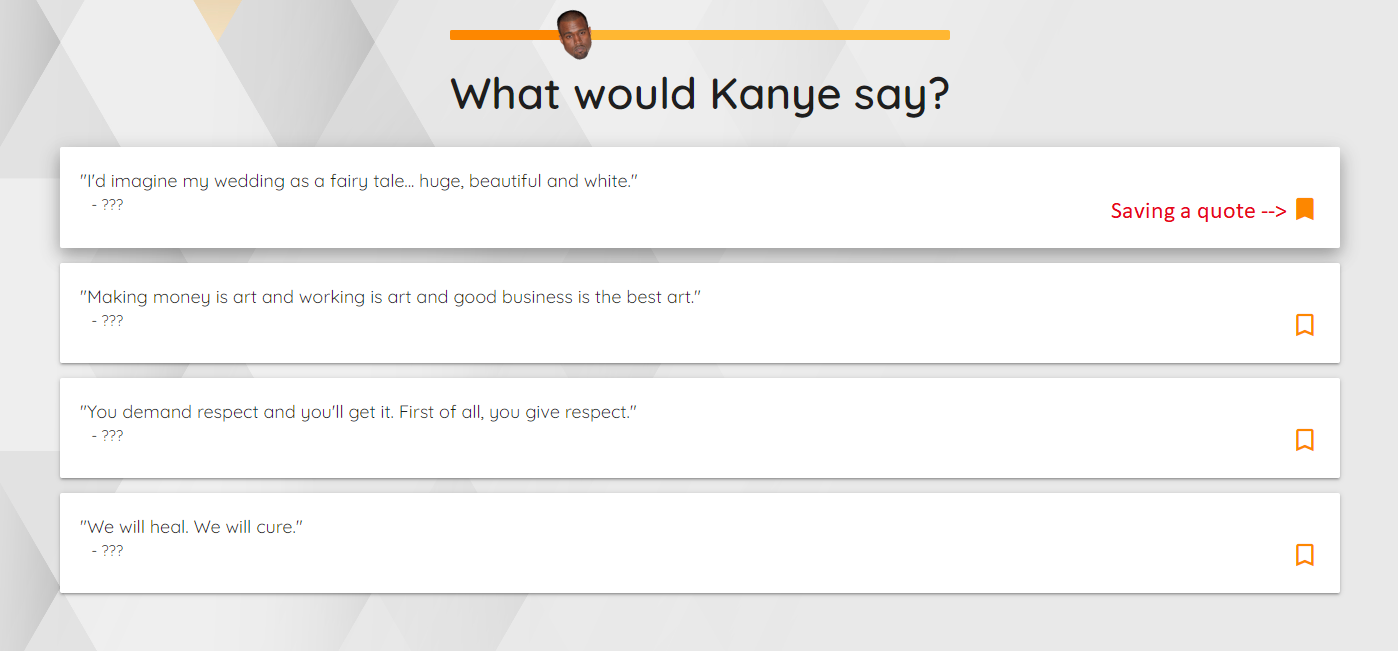 What would Kanye say?
"I'd imagine my wedding as a fairy tale... huge, beautiful and white."
- ???
Saving a quote -->
"Making money is art and working is art and good business is the best art."
- ???
"You demand respect and you'll get it. First of all, you give respect."
- ???
"We will heal. We will cure."
- ???